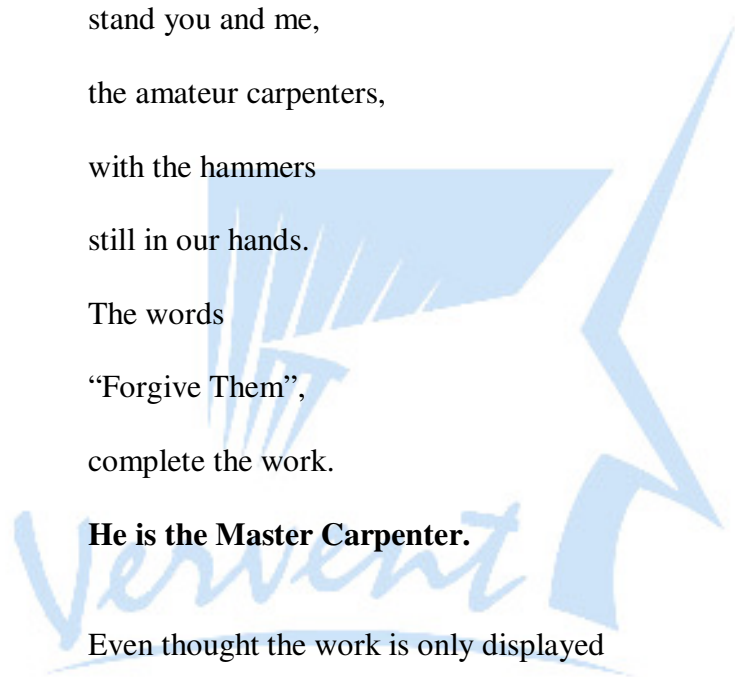 stand you and me,
the amateur carpenters,
with the hammers
still in our hands.
The words
“Forgive Them”,
complete the work.
He is the Master Carpenter.
Vervent
Even thought the work is only displayed